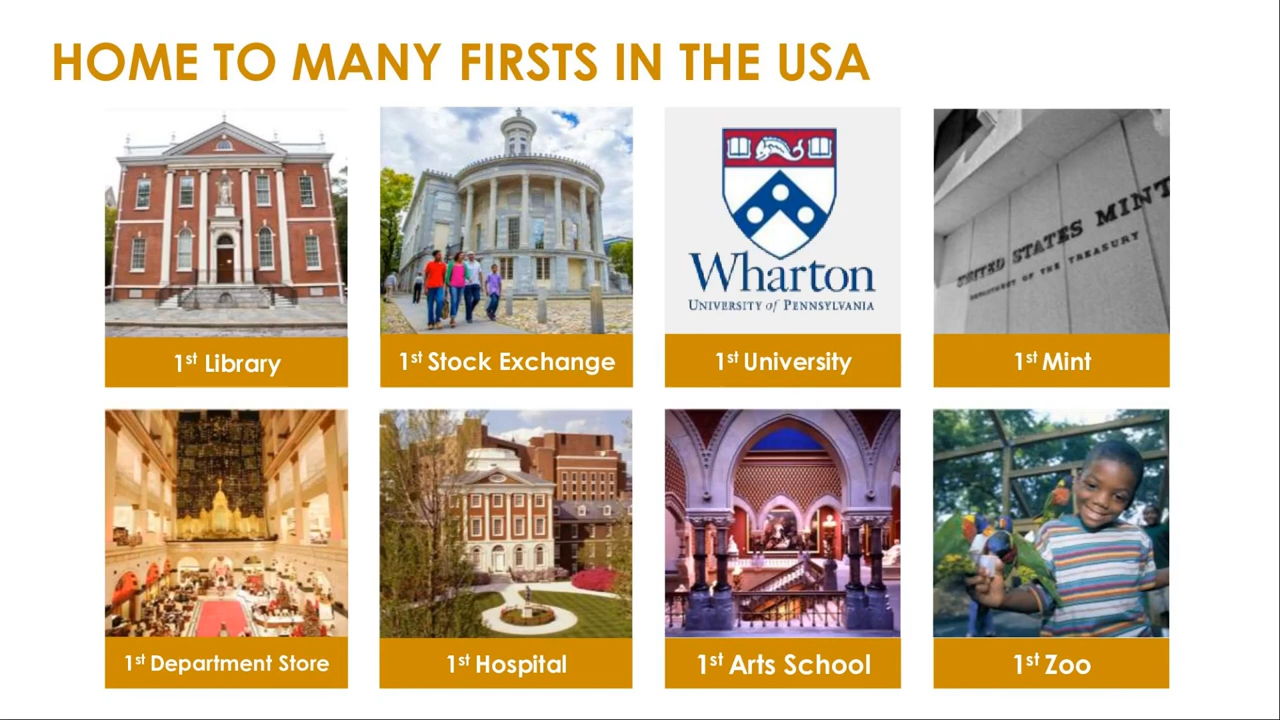 HOME TO MANY FIRSTS IN THE USA
Wharton
UNIVERSITY of PENNSYLVANIA
UNITED STATES MINT
DEPARTMENT OF THE TREASURY
1st Library
1st Stock Exchange
1st University
1st Mint
1st Department Store
1st Hospital
1st Arts School
1st Zoo